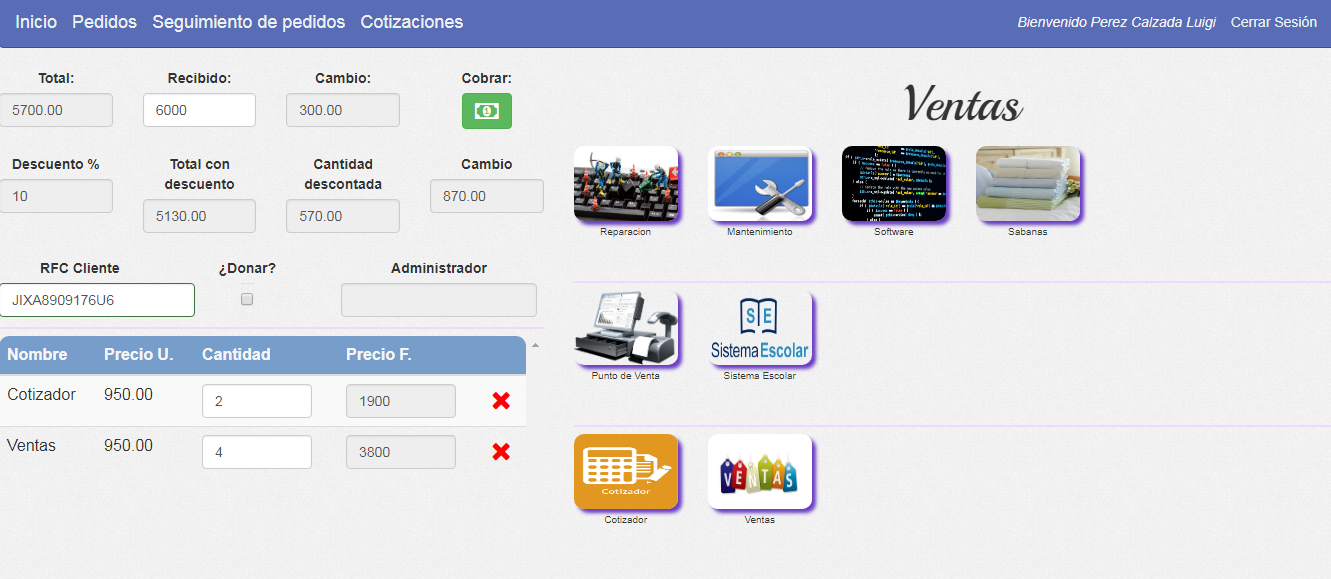 Inicio Pedidos Seguimiento de pedidos Cotizaciones Bienvenido Perez Calzada Luigi Cerrar Sesión
Total: Recibido: Cambio: Cobrar:
5700.00 6000 300.00
Descuento % Total con descuento Cantidad descontada Cambio
10 5130.00 570.00 870.00
RFC Cliente ¿Donar? Administrador
JIXA8909176U6
Nombre Precio U. Cantidad Precio F.
Cotizador 950.00 2 1900
Ventas 950.00 4 3800
Ventas
Reparacion Mantenimiento Software Sabanas
SE
Sistema Escolar
Punto de Venta Sistema Escolar
Cotizador
VENTAS
Cotizador Ventas